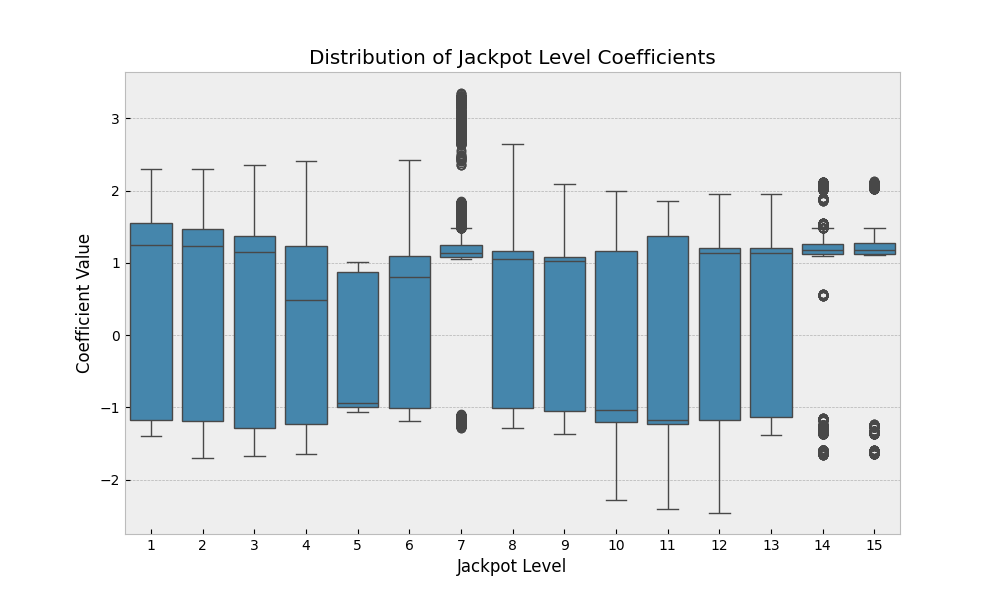 Distribution of Jackpot Level Coefficients
Coefficient Value
3
2
1
0
−1
−2
1 2 3 4 5 6 7 8 9 10 11 12 13 14 15
Jackpot Level